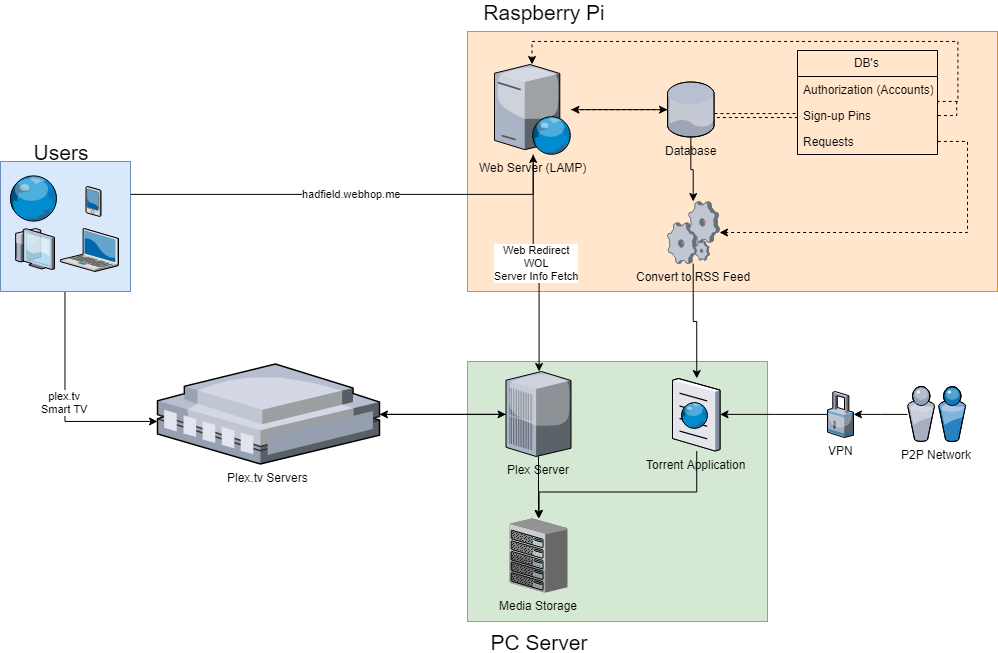 Raspberry Pi
DB's
Authorization (Accounts)
Sign-up Pins
Requests
Web Server (LAMP)
Database
Users
hadfield.webhop.me
Web Redirect
WOL
Server Info Fetch
Convert to RSS Feed
plex.tv
Smart TV
Plex.tv Servers
Plex Server
Torrent Application
VPN
P2P Network
Media Storage
PC Server